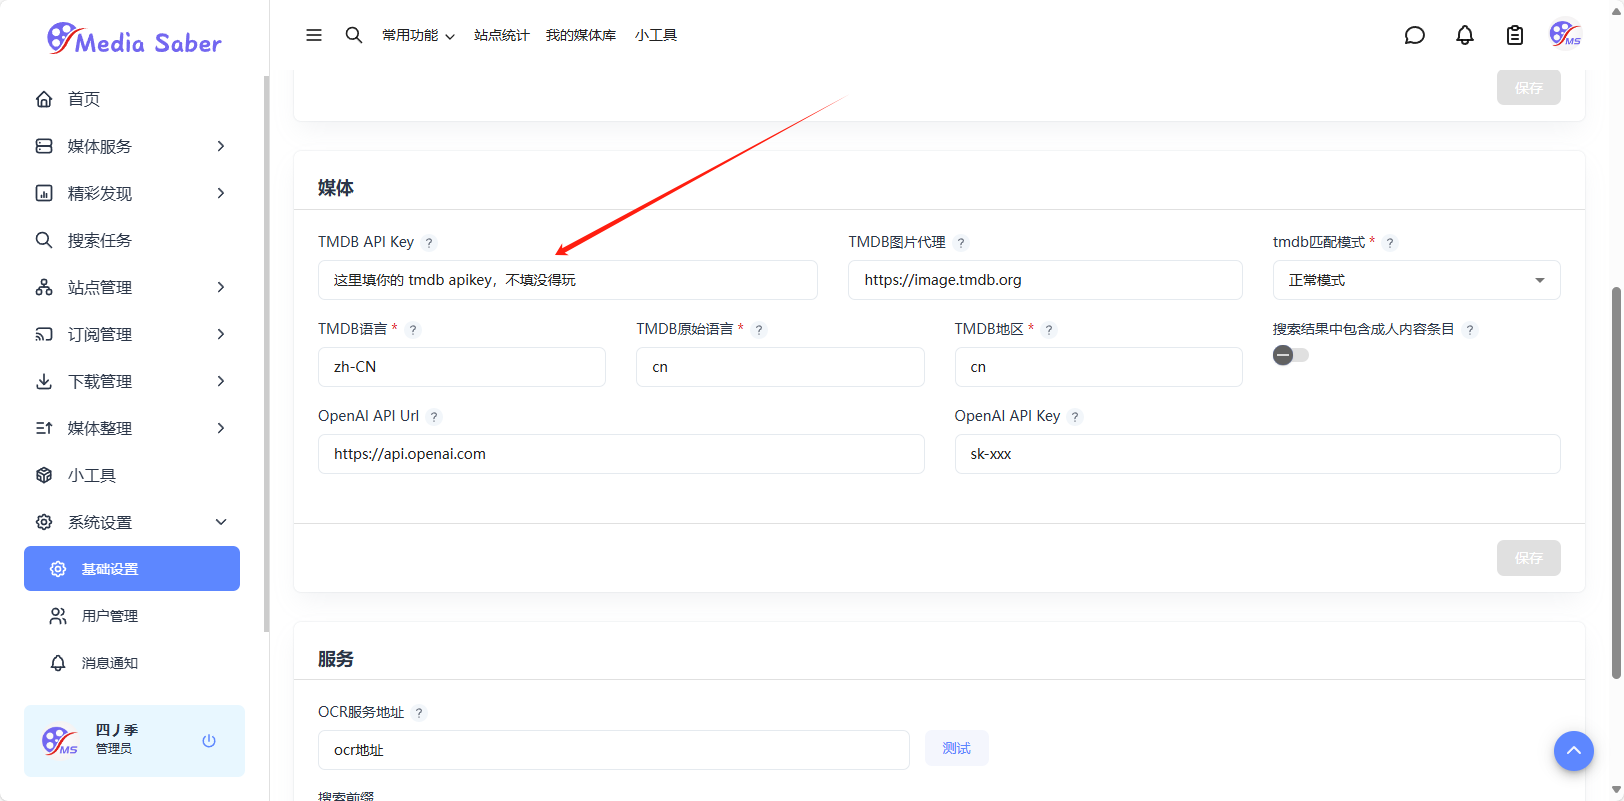 Media Saber
常用功能
站点统计
我的媒体库
小工具
MS
首页
媒体服务
精彩发现
搜索任务
站点管理
订阅管理
下载管理
媒体整理
小工具
系统设置
基础设置
用户管理
消息通知
MS
四丿季
管理员
保存
媒体
TMDB API Key ?
TMDB图片代理 ?
tmdb匹配模式 * ?
这里填你的 tmdb apikey，不填没得玩
https://image.tmdb.org
正常模式
TMDB语言 * ?
TMDB原始语言 * ?
TMDB地区 * ?
搜索结果中包含成人内容条目 ?
zh-CN
cn
cn
OpenAI API Url ?
OpenAI API Key ?
https://api.openai.com
sk-xxx
保存
服务
OCR服务地址 ?
ocr地址
测试
搜索前缀